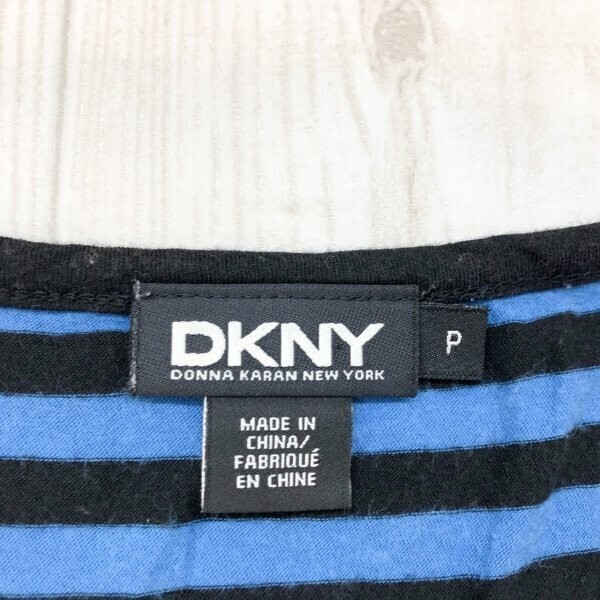 DKNY
DONNA KARAN NEW YORK
P
MADE IN
CHINA/
FABRIQUÉ
EN CHINE